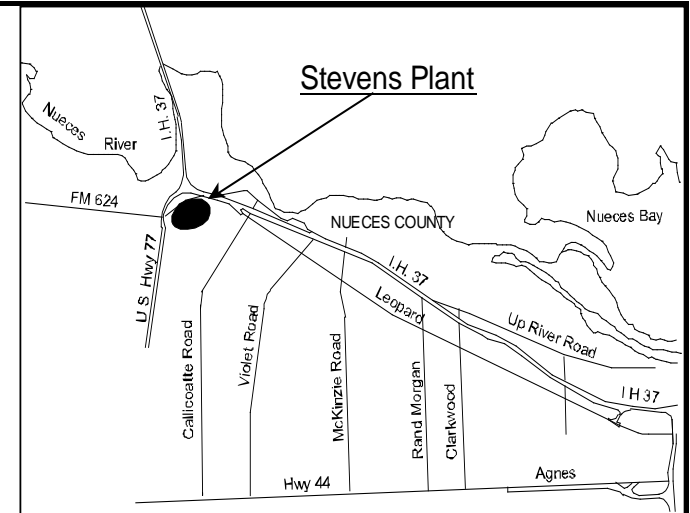 Stevens Plant
Nueces
River
I.H. 37
FM 624
NUECES COUNTY
Nueces Bay
U S Hwy 77
I.H. 37
Leopard
Up River Road
Callicoatte Road
Violet Road
McKinzie Road
Rand Morgan
Clarkwood
I H 37
Hwy 44
Agnes